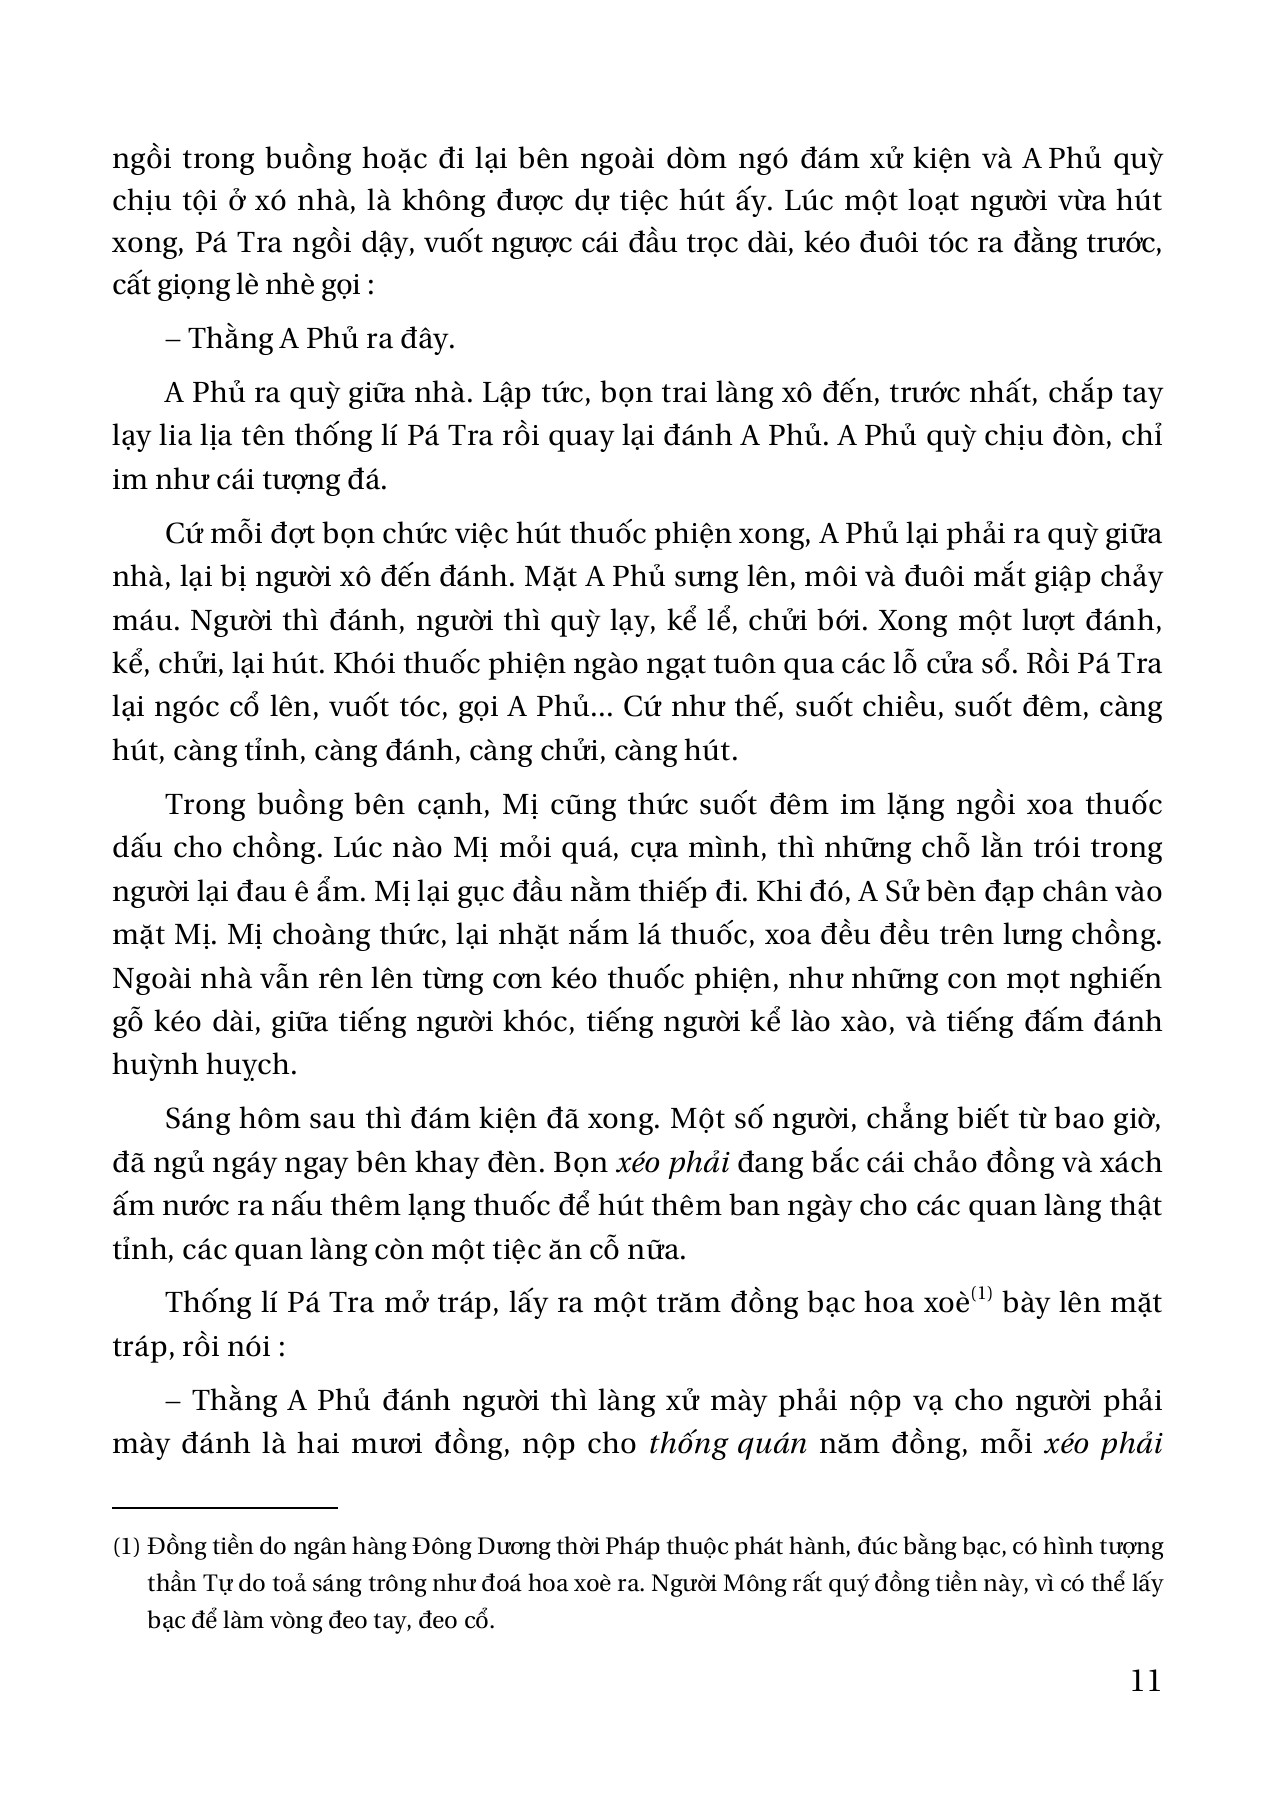 ngồi trong buồng hoặc đi lại bên ngoài dòm ngó đám xử kiện và A Phủ quỳ
chịu tội ở xó nhà, là không được dự tiệc hút ấy. Lúc một loạt người vừa hút
xong, Pá Tra ngồi dậy, vuốt ngược cái đầu trọc dài, kéo đuôi tóc ra đằng trước,
cất giọng lè nhè gọi :
– Thằng A Phủ ra đây.
A Phủ ra quỳ giữa nhà. Lập tức, bọn trai làng xô đến, trước nhất, chắp tay
lạy lia lịa tên thống lí Pá Tra rồi quay lại đánh A Phủ. A Phủ quỳ chịu đòn, chỉ
im như cái tượng đá.
Cứ mỗi đợt bọn chức việc hút thuốc phiện xong, A Phủ lại phải ra quỳ giữa
nhà, lại bị người xô đến đánh. Mặt A Phủ sưng lên, môi và đuôi mắt giập chảy
máu. Người thì đánh, người thì quỳ lạy, kể lể, chửi bới. Xong một lượt đánh,
kể, chửi, lại hút. Khói thuốc phiện ngào ngạt tuôn qua các lỗ cửa sổ. Rồi Pá Tra
lại ngóc cổ lên, vuốt tóc, gọi A Phủ... Cứ như thế, suốt chiều, suốt đêm, càng
hút, càng tỉnh, càng đánh, càng chửi, càng hút.
Trong buồng bên cạnh, Mị cũng thức suốt đêm im lặng ngồi xoa thuốc
dấu cho chồng. Lúc nào Mị mỏi quá, cựa mình, thì những chỗ lằn trói trong
người lại đau ê ẩm. Mị lại gục đầu nằm thiếp đi. Khi đó, A Sử bèn đạp chân vào
mặt Mị. Mị choàng thức, lại nhặt nắm lá thuốc, xoa đều đều trên lưng chồng.
Ngoài nhà vẫn rên lên từng cơn kéo thuốc phiện, như những con mọt nghiến
gỗ kéo dài, giữa tiếng người khóc, tiếng người kể lào xào, và tiếng đấm đánh
huỳnh huỵch.
Sáng hôm sau thì đám kiện đã xong. Một số người, chẳng biết từ bao giờ,
đã ngủ ngáy ngay bên khay đèn. Bọn xéo phải đang bắc cái chảo đồng và xách
ấm nước ra nấu thêm lạng thuốc để hút thêm ban ngày cho các quan làng thật
tỉnh, các quan làng còn một tiệc ăn cỗ nữa.
Thống lí Pá Tra mở tráp, lấy ra một trăm đồng bạc hoa xoè(1) bày lên mặt
tráp, rồi nói :
– Thằng A Phủ đánh người thì làng xử mày phải nộp vạ cho người phải
mày đánh là hai mươi đồng, nộp cho thống quán năm đồng, mỗi xéo phải
(1) Đồng tiền do ngân hàng Đông Dương thời Pháp thuộc phát hành, đúc bằng bạc, có hình tượng
thần Tự do toả sáng trông như đoá hoa xoè ra. Người Mông rất quý đồng tiền này, vì có thể lấy
bạc để làm vòng đeo tay, đeo cổ.
11